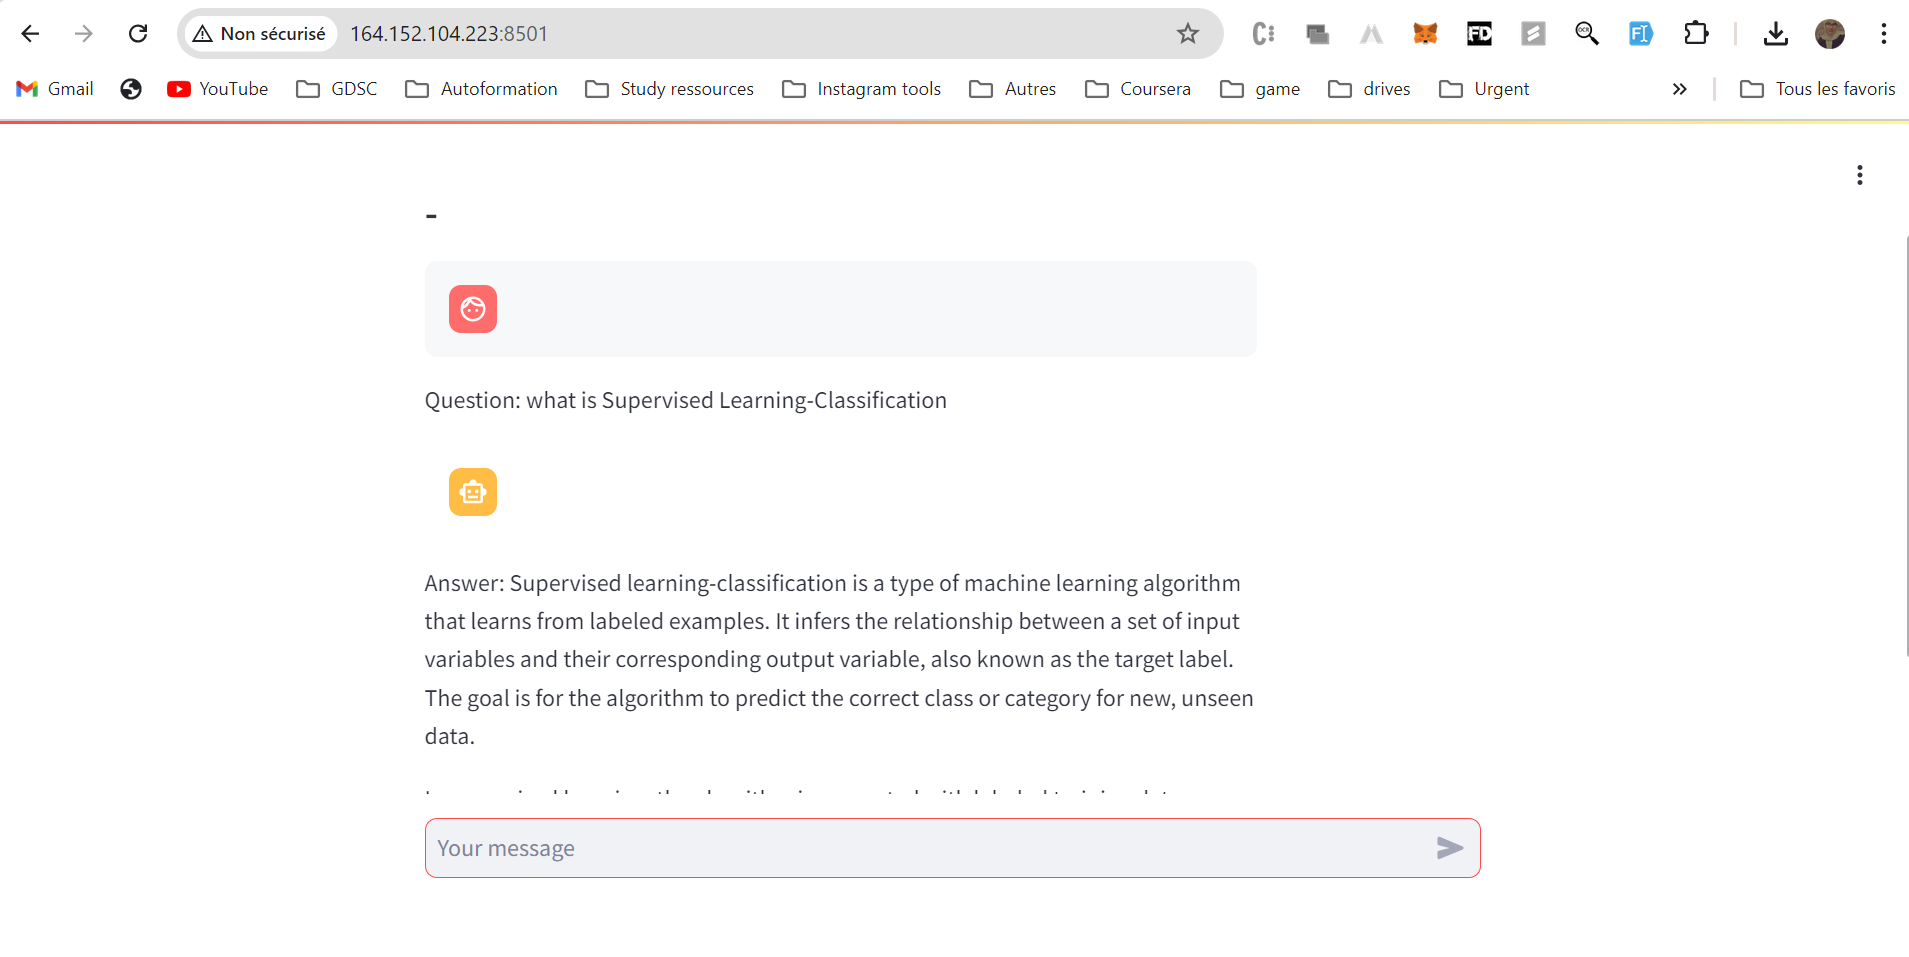 Non sécurisé 164.152.104.223:8501
Gmail YouTube GDSC Autoformation Study ressources Instagram tools Autres Coursera game drives Urgent » Tous les favoris
-
Question: what is Supervised Learning-Classification
Answer: Supervised learning-classification is a type of machine learning algorithm
that learns from labeled examples. It infers the relationship between a set of input
variables and their corresponding output variable, also known as the target label.
The goal is for the algorithm to predict the correct class or category for new, unseen
data.
Your message